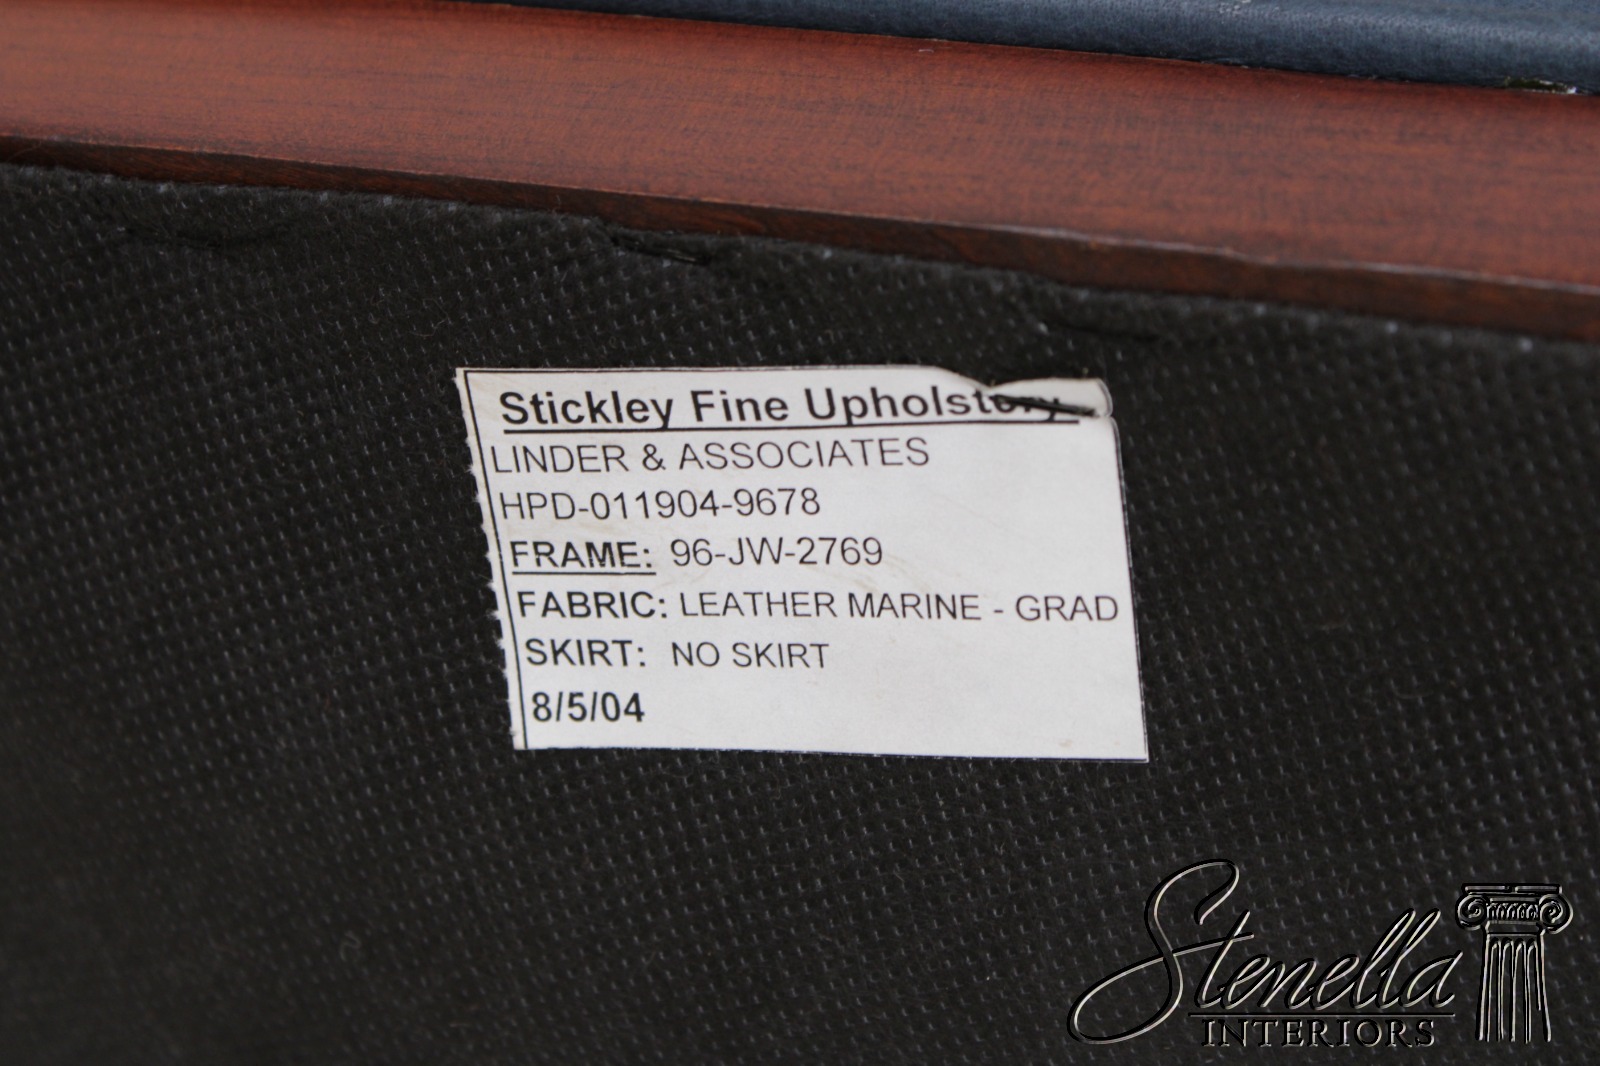 Stickley Fine Upholstery
LINDER & ASSOCIATES
HPD-011904-9678
FRAME: 96-JW-2769
FABRIC: LEATHER MARINE - GRAD
SKIRT: NO SKIRT
8/5/04
Stenella
INTERIORS